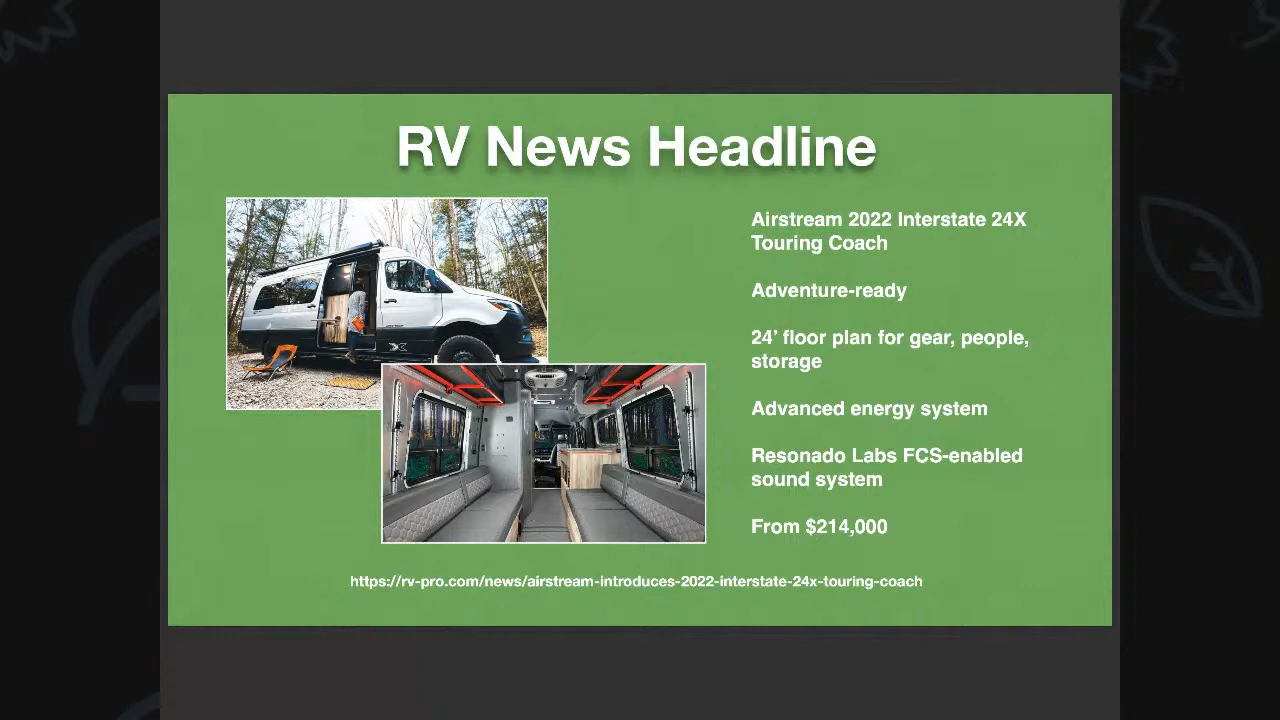 RV News Headline
Airstream 2022 Interstate 24X
Touring Coach
Adventure-ready
24’ floor plan for gear, people,
storage
Advanced energy system
Resonado Labs FCS-enabled
sound system
From $214,000
https://rv-pro.com/news/airstream-introduces-2022-interstate-24x-touring-coach